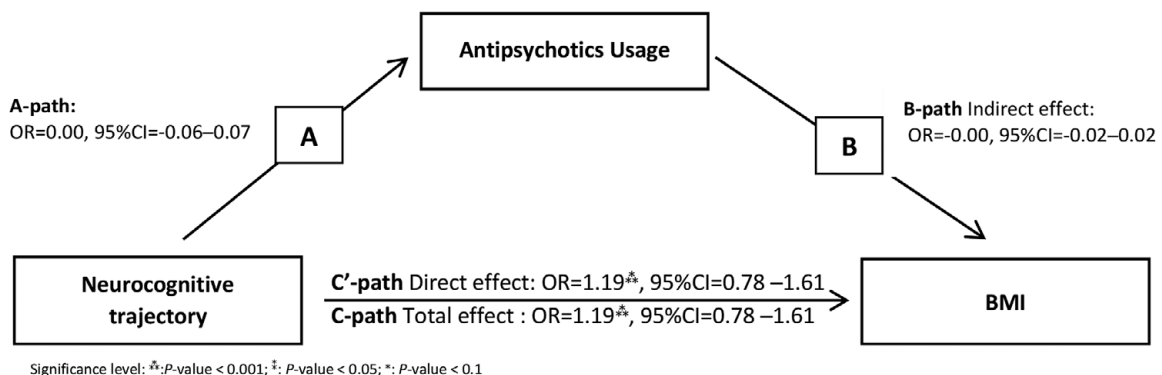 Antipsychotics Usage
A-path:
OR=0.00, 95%CI=-0.06–0.07
A
B-path Indirect effect:
OR=-0.00, 95%CI=-0.02–0.02
B
Neurocognitive
trajectory
C’-path Direct effect: OR=1.19⁂, 95%CI=0.78 –1.61
C-path Total effect : OR=1.19⁂, 95%CI=0.78 –1.61
BMI
Significance level: ⁂:P-value < 0.001; ⁑: P-value < 0.05; *: P-value < 0.1